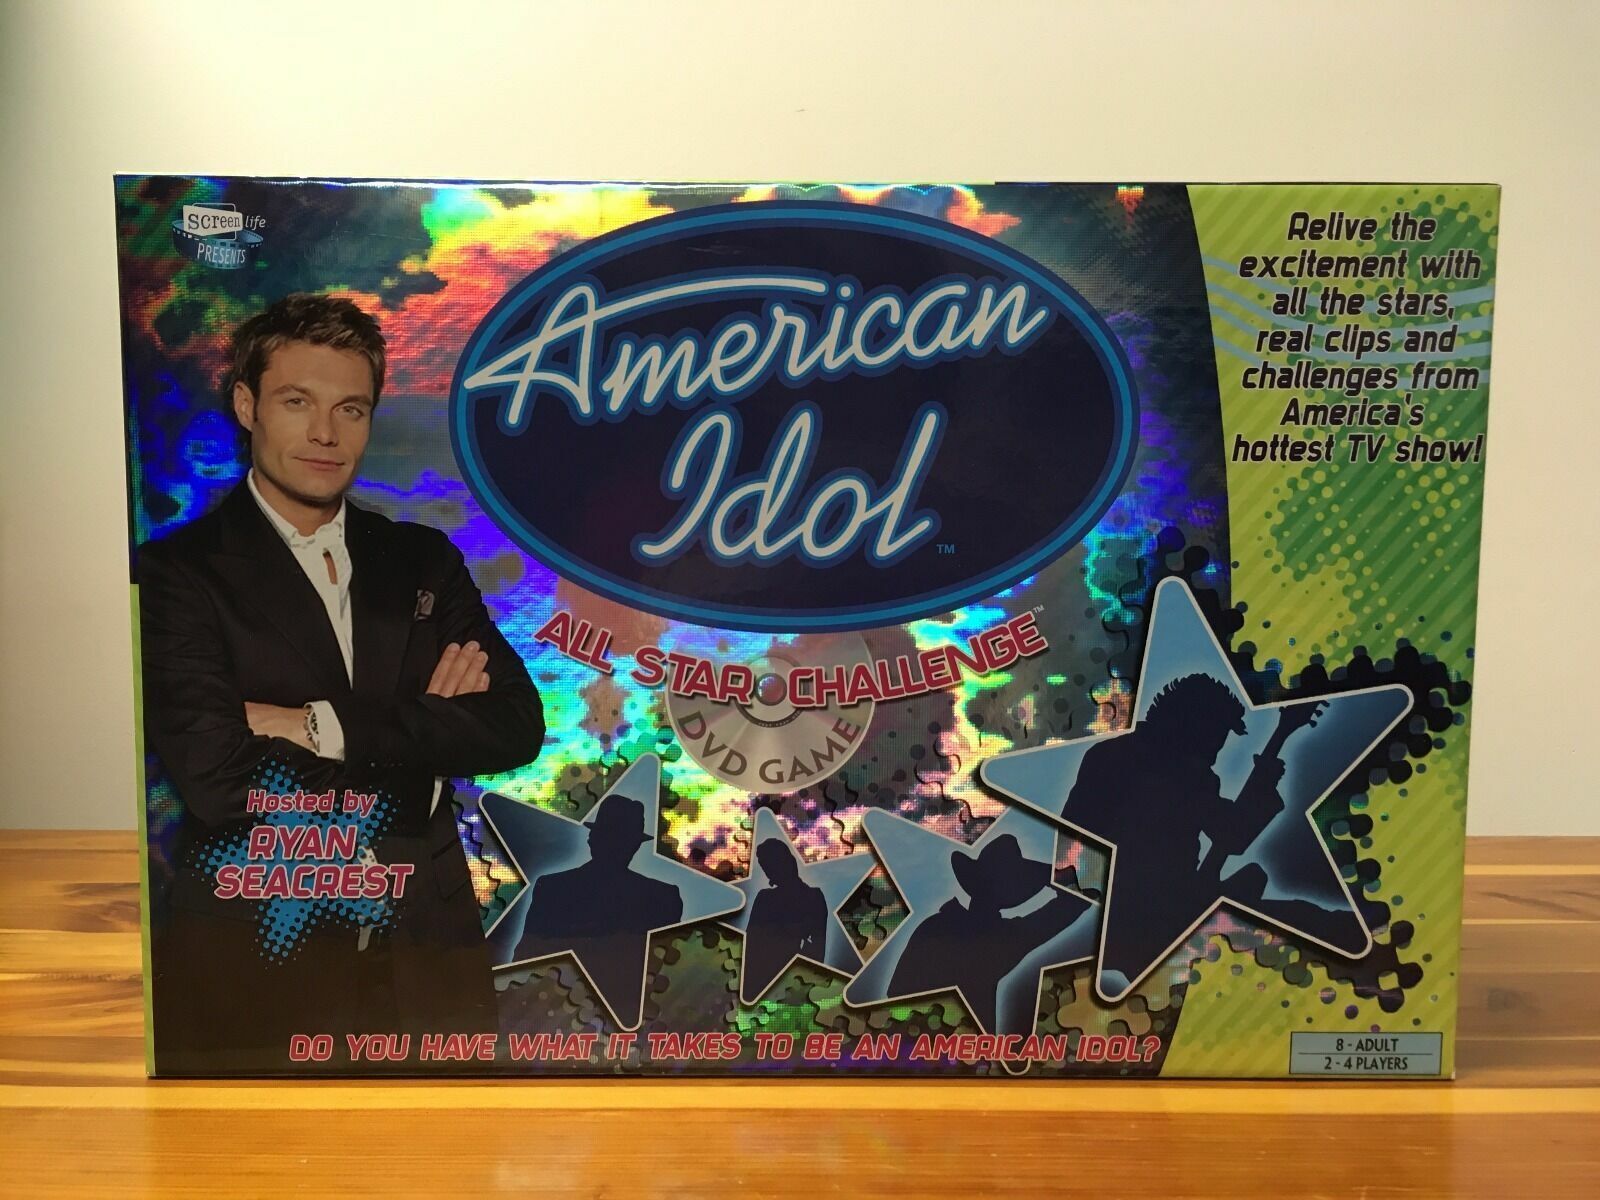 screen life
PRESENTS
American
Idol
TM
ALL STAR CHALLENGE™
DVD GAME
Relive the
excitement with
all the stars,
real clips and
challenges from
America's
hottest TV show!
Hosted by
RYAN
SEACREST
DO YOU HAVE WHAT IT TAKES TO BE AN AMERICAN IDOL?
8 - ADULT
2 - 4 PLAYERS